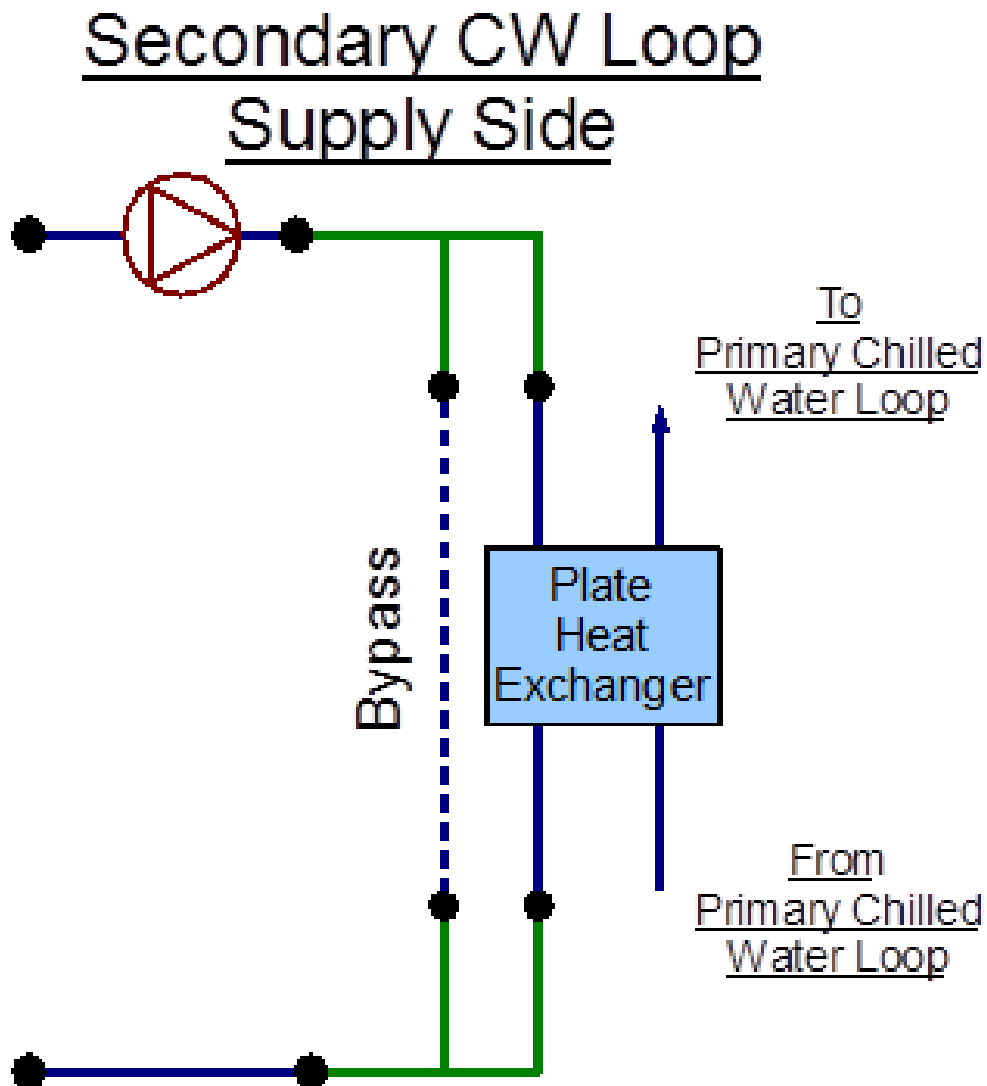 Secondary CW Loop
Supply Side
To
Primary Chilled
Water Loop
Bypass
Plate
Heat
Exchanger
From
Primary Chilled
Water Loop